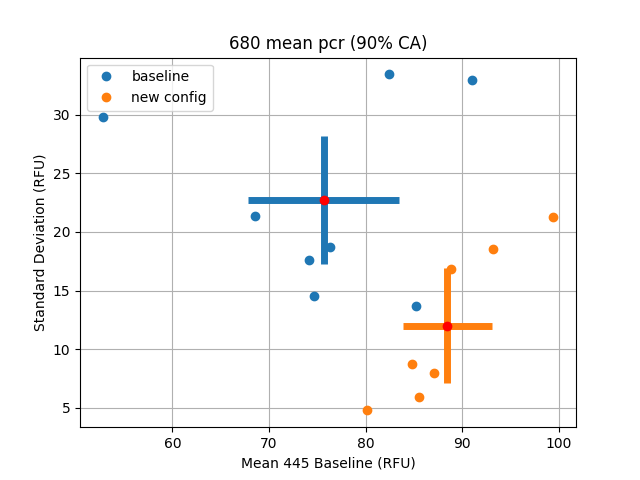 680 mean pcr (90% CA)
baseline
new config
Standard Deviation (RFU)
30
25
20
15
10
5
60 70 80 90 100
Mean 445 Baseline (RFU)